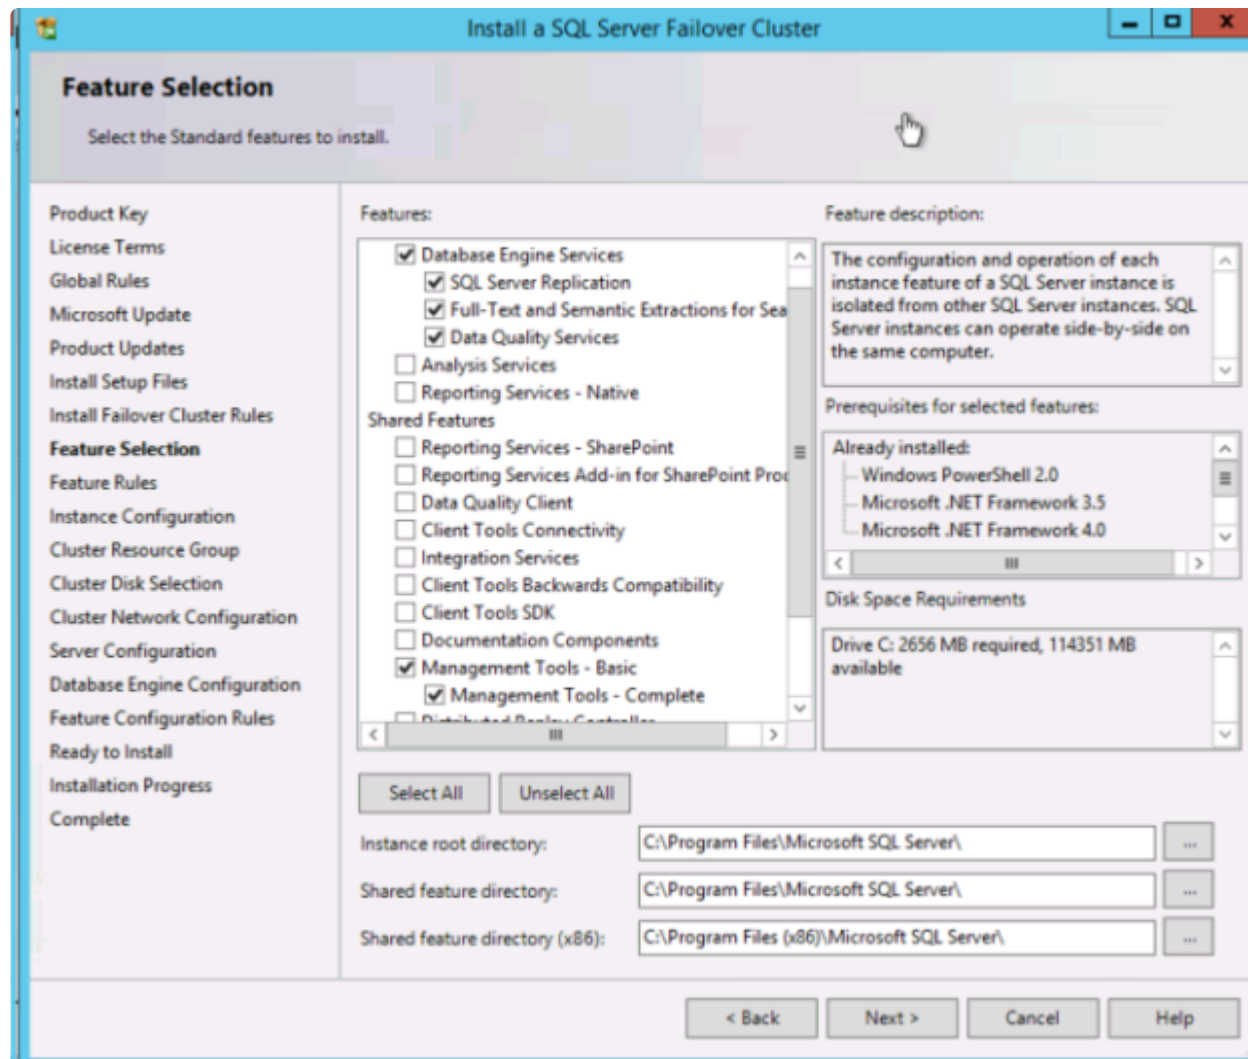 Install a SQL Server Failover Cluster
Feature Selection
Select the Standard features to install.
Product Key
License Terms
Global Rules
Microsoft Update
Product Updates
Install Setup Files
Install Failover Cluster Rules
Feature Selection
Feature Rules
Instance Configuration
Cluster Resource Group
Cluster Disk Selection
Cluster Network Configuration
Server Configuration
Database Engine Configuration
Feature Configuration Rules
Ready to Install
Installation Progress
Complete
Features:
Database Engine Services
SQL Server Replication
Full-Text and Semantic Extractions for Sea
Data Quality Services
Analysis Services
Reporting Services - Native
Shared Features
Reporting Services - SharePoint
Reporting Services Add-in for SharePoint Proc
Data Quality Client
Client Tools Connectivity
Integration Services
Client Tools Backwards Compatibility
Client Tools SDK
Documentation Components
Management Tools - Basic
Management Tools - Complete
Distributed Replay Controller
Feature description:
The configuration and operation of each
instance feature of a SQL Server instance is
isolated from other SQL Server instances. SQL
Server instances can operate side-by-side on
the same computer.
Prerequisites for selected features:
Already installed:
Windows PowerShell 2.0
Microsoft .NET Framework 3.5
Microsoft .NET Framework 4.0
Disk Space Requirements
Drive C: 2656 MB required, 114351 MB
available
Select All
Unselect All
Instance root directory:
C:\Program Files\Microsoft SQL Server\
...
Shared feature directory:
C:\Program Files\Microsoft SQL Server\
...
Shared feature directory (x86):
C:\Program Files (x86)\Microsoft SQL Server\
...
< Back
Next >
Cancel
Help